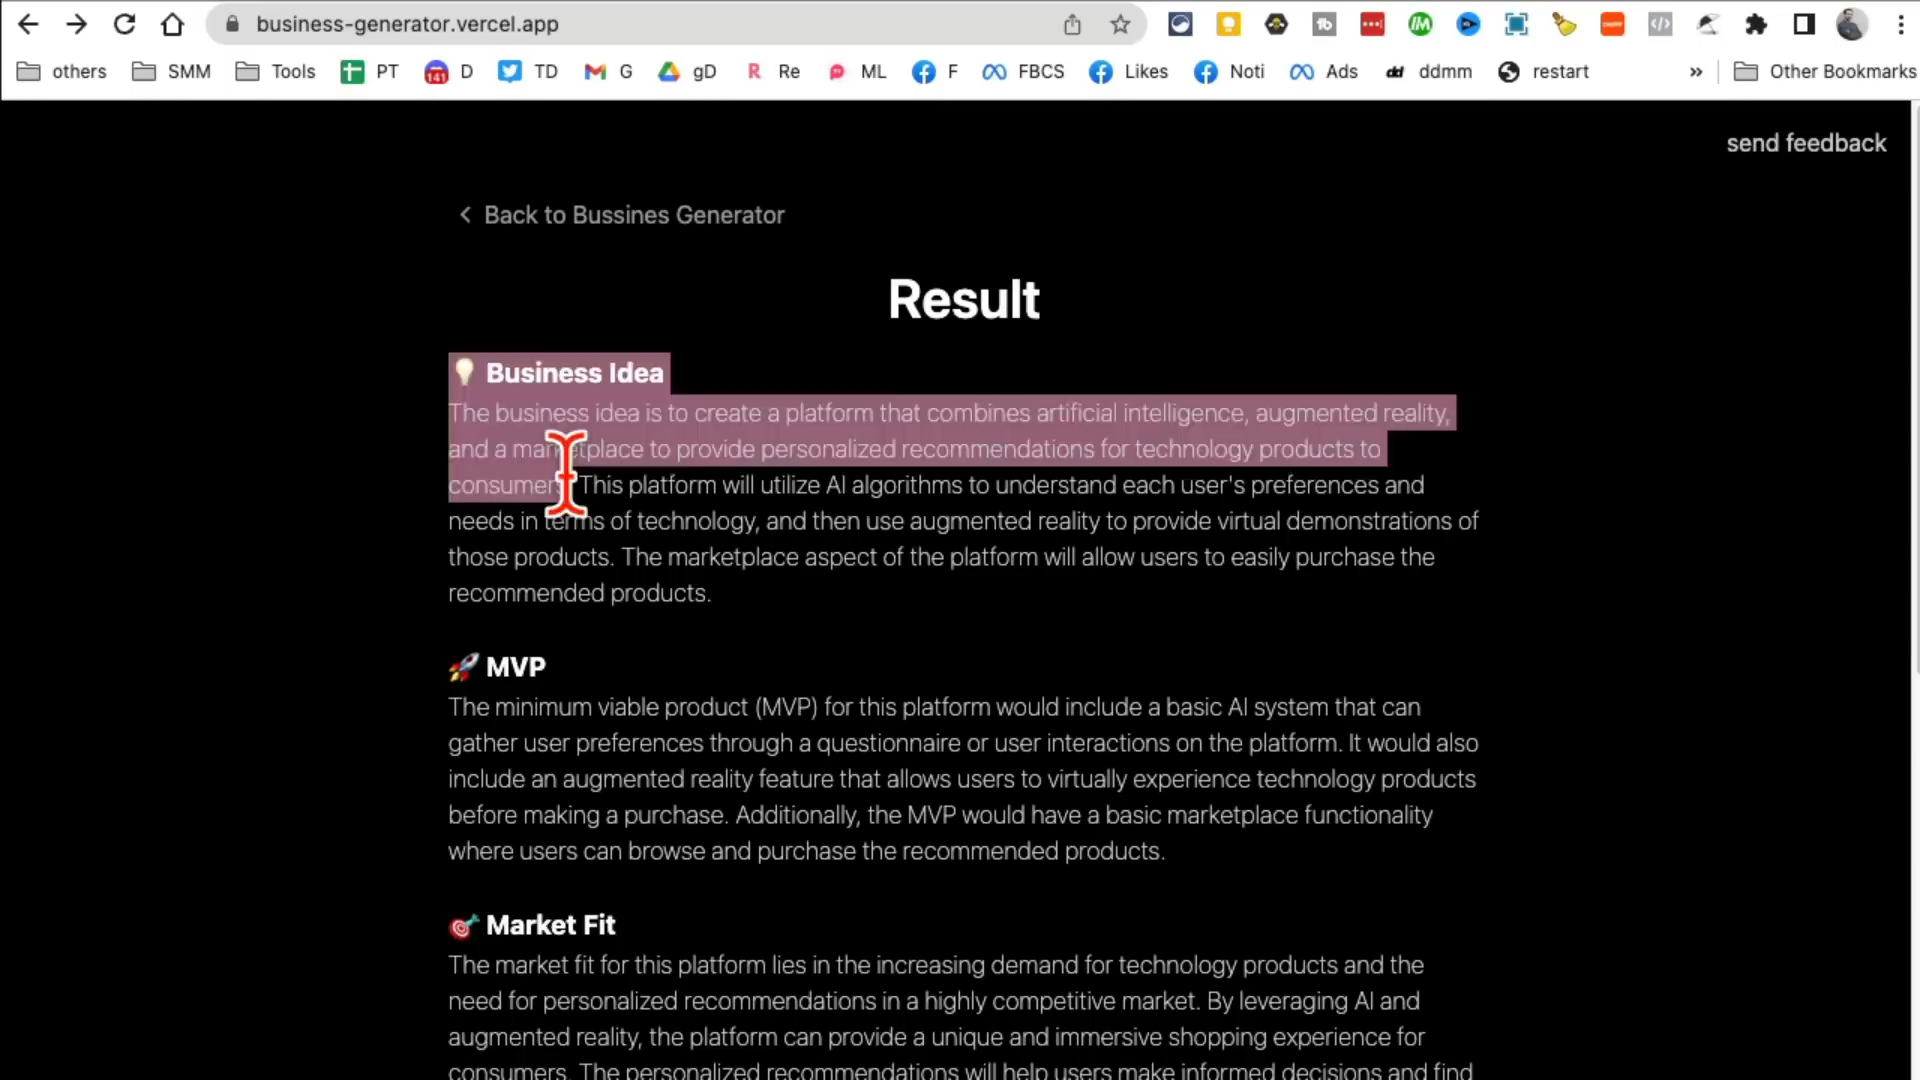 business-generator.vercel.app
others SMM Tools PT 141 D TD G gD R Re ML F FBCS Likes Noti Ads dd ddmm restart » Other Bookmarks
send feedback
< Back to Bussines Generator
Result
💡 Business Idea
The business idea is to create a platform that combines artificial intelligence, augmented reality,
and a marketplace to provide personalized recommendations for technology products to
consumers. This platform will utilize AI algorithms to understand each user's preferences and
needs in terms of technology, and then use augmented reality to provide virtual demonstrations of
those products. The marketplace aspect of the platform will allow users to easily purchase the
recommended products.
🚀 MVP
The minimum viable product (MVP) for this platform would include a basic AI system that can
gather user preferences through a questionnaire or user interactions on the platform. It would also
include an augmented reality feature that allows users to virtually experience technology products
before making a purchase. Additionally, the MVP would have a basic marketplace functionality
where users can browse and purchase the recommended products.
🎯 Market Fit
The market fit for this platform lies in the increasing demand for technology products and the
need for personalized recommendations in a highly competitive market. By leveraging AI and
augmented reality, the platform can provide a unique and immersive shopping experience for
consumers. The personalized recommendations will help users make informed decisions and find